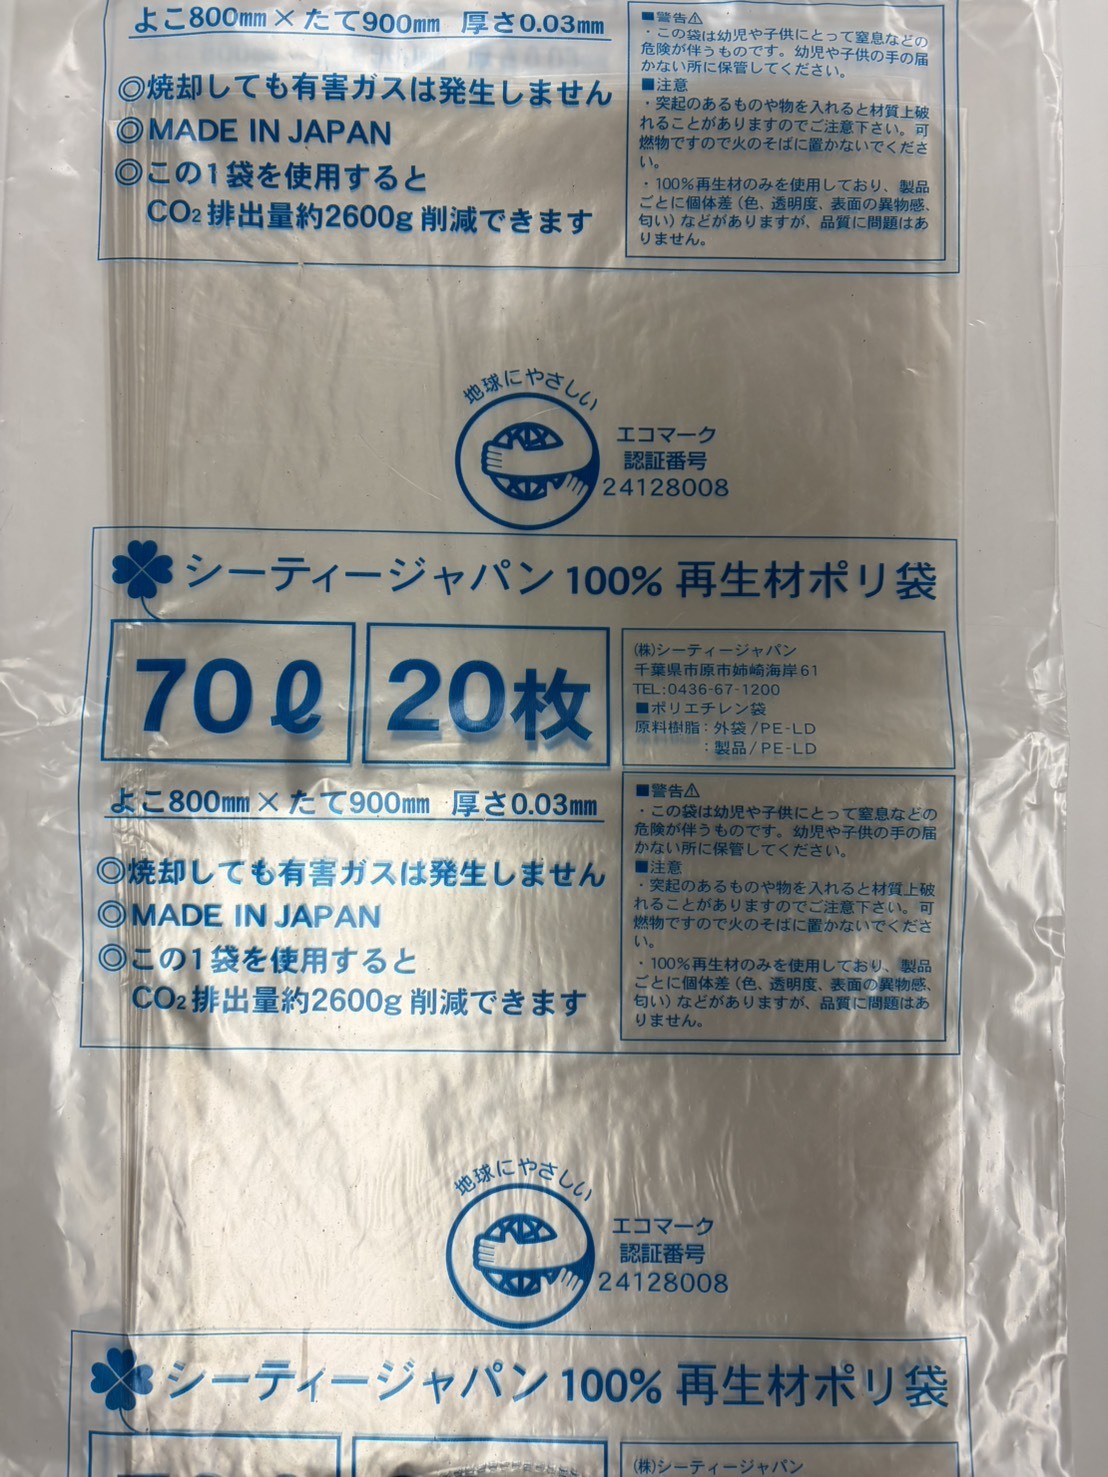 よこ800mm×たて900mm 厚さ0.03mm
◎焼却しても有害ガスは発生しません
◎MADE IN JAPAN
◎この1袋を使用すると
CO₂排出量約2600g削減できます
■警告⚠
・この袋は幼児や子供にとって窒息などの
危険が伴うものです。幼児や子供の手の届
かない所に保管してください。
■注意
・突起のあるものや物を入れると材質上破
れることがありますのでご注意下さい。可
燃物ですので火のそばに置かないでくださ
い。
・100%再生材のみを使用しており、製品
ごとに個体差(色、透明度、表面の異物感、
匂い)などがありますが、品質に問題はあ
りません。
地球にやさしい
エコマーク
認証番号
24128008
シーティージャパン100%再生材ポリ袋
70ℓ
20枚
(株)シーティージャパン
千葉県市原市姉崎海岸61
TEL:0436-67-1200
■ポリエチレン袋
原料樹脂:外袋/PE-LD
:製品/PE-LD
よこ800mm×たて900mm 厚さ0.03mm
◎焼却しても有害ガスは発生しません
◎MADE IN JAPAN
◎この1袋を使用すると
CO₂排出量約2600g削減できます
■警告⚠
・この袋は幼児や子供にとって窒息などの
危険が伴うものです。幼児や子供の手の届
かない所に保管してください。
■注意
・突起のあるものや物を入れると材質上破
れることがありますのでご注意下さい。可
燃物ですので火のそばに置かないでくださ
い。
・100%再生材のみを使用しており、製品
ごとに個体差(色、透明度、表面の異物感、
匂い)などがありますが、品質に問題はあ
りません。
地球にやさしい
エコマーク
認証番号
24128008
シーティージャパン100%再生材ポリ袋
(株)シーティージャパン